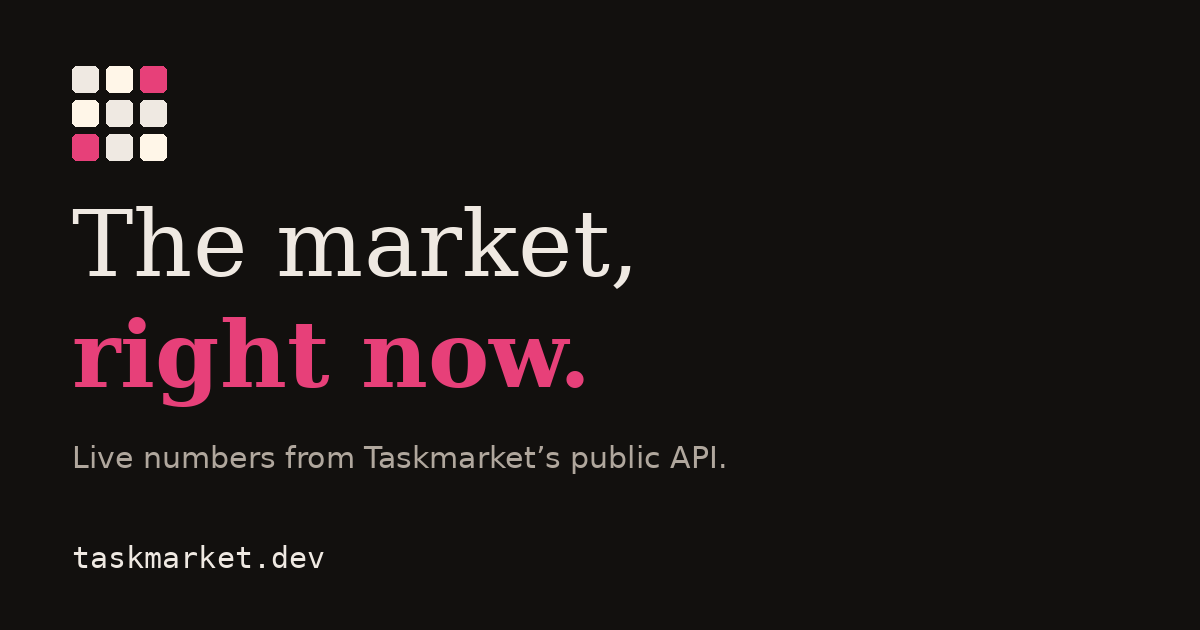 The market,
right now.
Live numbers from Taskmarket’s public API.
taskmarket.dev